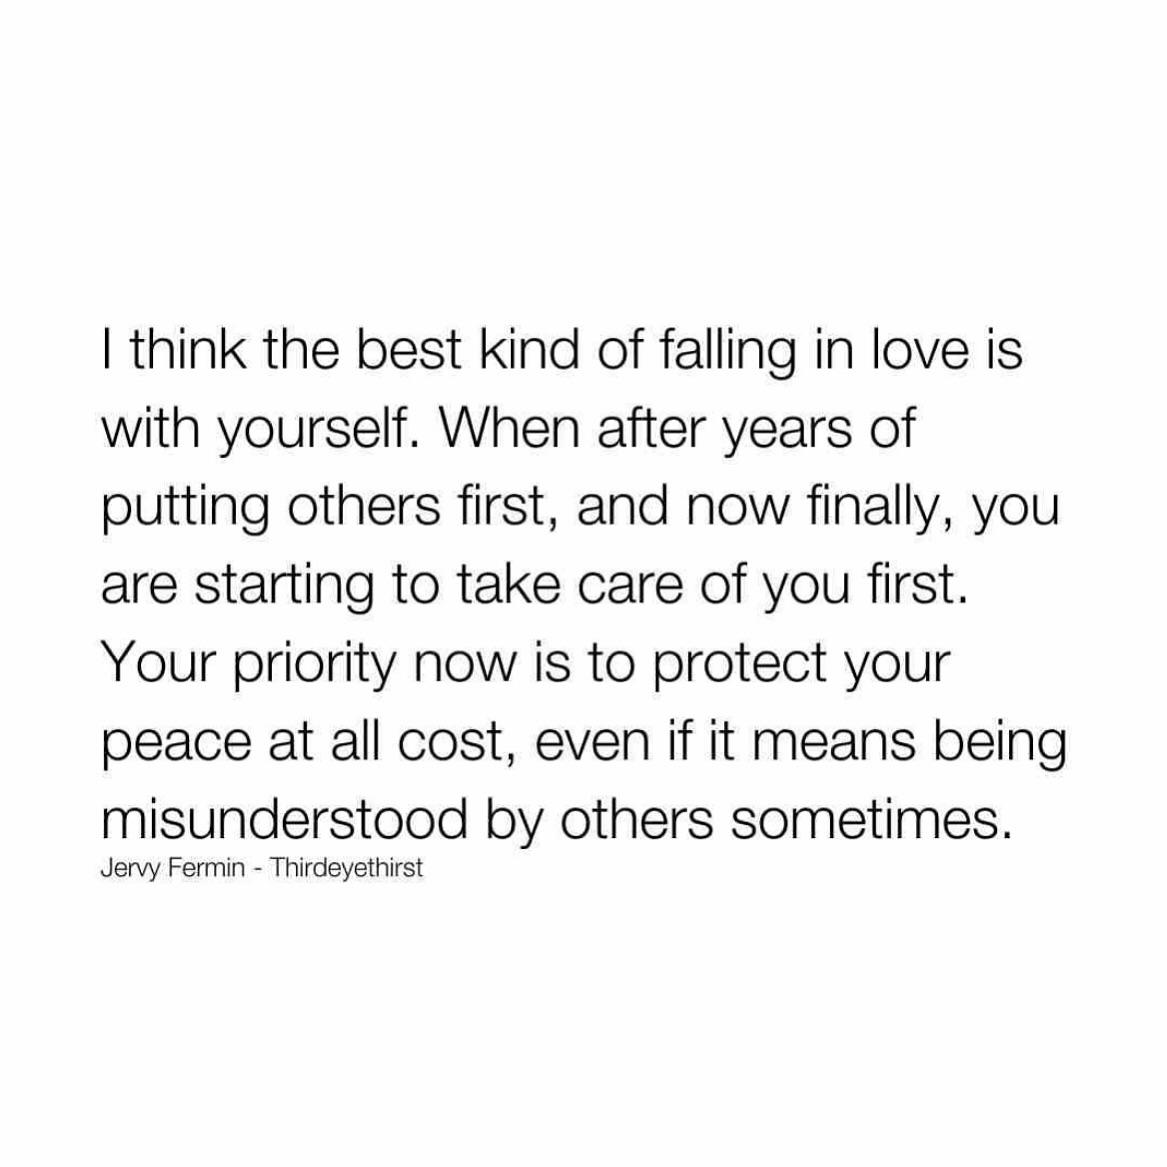 I think the best kind of falling in love is
with yourself. When after years of
putting others first, and now finally, you
are starting to take care of you first.
Your priority now is to protect your
peace at all cost, even if it means being
misunderstood by others sometimes.
Jervy Fermin - Thirdeyethirst